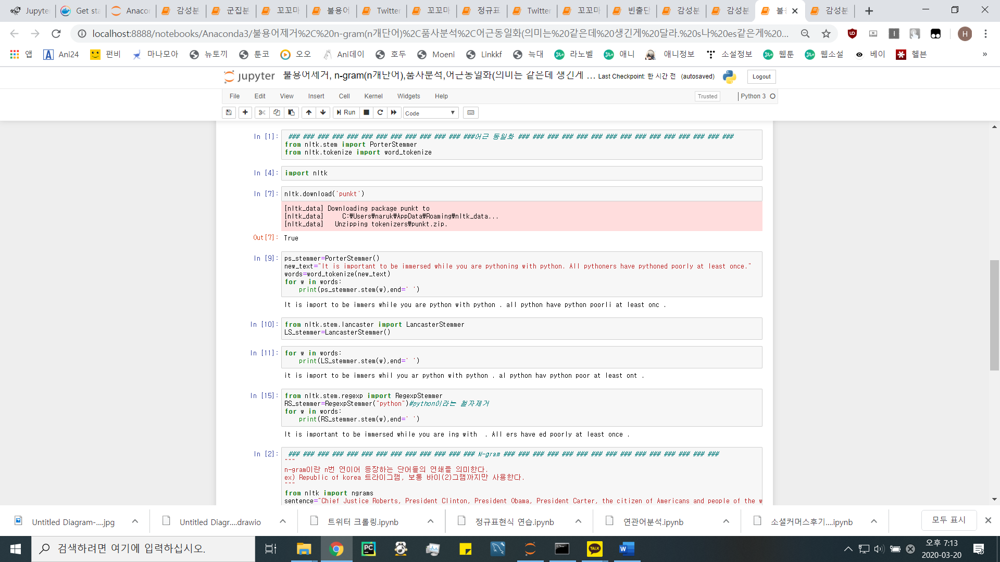 Jupyter
Get sta
Anacon
감성분
군집분
꼬꼬마
불용어
Twitter
꼬꼬마
정규표
Twitter
꼬꼬마
빈출단
감성분
감성분
불용
감성분
localhost:8888/notebooks/Anaconda3/불용어제거%2C%20n-gram(n개단어)%2C품사분석%2C어근동일화(의미는%20같은데%20생긴게%20달라.%20s나%20es같은게%20...
앱 Ani24 펀비 마나모아 뉴토끼 툰코 오오 Ani데이 호두 Moeni Linkkf 늑대 라노벨 애니 애니정보 소설정보 웹툰 웹소설 베이 헬븐 »
jupyter 불용어제거, n-gram(n개단어),품사분석,어근동일화(의미는 같은데 생긴게 ... Last Checkpoint: 한 시간 전 (autosaved) Logout
File Edit View Insert Cell Kernel Widgets Help Trusted Python 3
Run Code
In [1]: ### ### ### ### ### ### ### ### ### ### ### ### ###어근 동일화 ### ### ### ### ### ### ### ### ### ### ### ### ### ### ###
from nltk.stem import PorterStemmer
from nltk.tokenize import word_tokenize
In [4]: import nltk
In [7]: nltk.download('punkt')
[nltk_data] Downloading package punkt to
[nltk_data]     C:₩Users₩naruk₩AppData₩Roaming₩nltk_data...
[nltk_data]   Unzipping tokenizers₩punkt.zip.
Out[7]: True
In [9]: ps_stemmer=PorterStemmer()
new_text="It is important to be immersed while you are pythoning with python. All pythoners have pythoned poorly at least once."
words=word_tokenize(new_text)
for w in words:
    print(ps_stemmer.stem(w),end=' ')
It is import to be immers while you are python with python . all python have python poorli at least onc .
In [10]: from nltk.stem.lancaster import LancasterStemmer
LS_stemmer=LancasterStemmer()
In [11]: for w in words:
    print(LS_stemmer.stem(w),end=' ')
it is import to be immers whil you ar python with python . al python hav python poor at least ont .
In [15]: from nltk.stem.regexp import RegexpStemmer
RS_stemmer=RegexpStemmer("python")#python이라는 철자제거
for w in words:
    print(RS_stemmer.stem(w),end=' ')
It is important to be immersed while you are ing with  . All ers have ed poorly at least once .
In [2]: ### ### ### ### ### ### ### ### ### ### ### ### ### N-gram ### ### ### ### ### ### ### ### ### ### ### ### ### ### ###
"""
n-gram이란 n번 연이어 등장하는 단어들의 연쇄를 의미한다.
ex) Republic of korea 트라이그램, 보통 바이(2)그램까지만 사용한다.
"""
from nltk import ngrams
sentence="Chief Justice Roberts, President Clinton, President Obama, President Carter, the citizen of Americans and people of the w
Untitled Diagram-....jpg
Untitled Diagr....drawio
트위터 크롤링.ipynb
정규표현식 연습.ipynb
연관어분석.ipynb
소셜커머스후기....ipynb
모두 표시
검색하려면 여기에 입력하십시오.
오후 7:13
2020-03-20